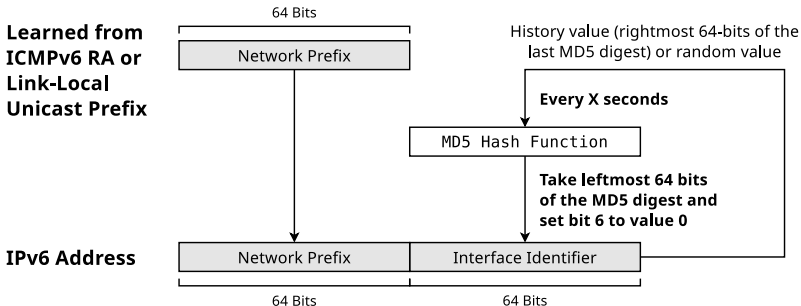 64 Bits
Learned from
ICMPv6 RA or
Link-Local
Unicast Prefix
Network Prefix
History value (rightmost 64-bits of the
last MD5 digest) or random value
Every X seconds
MD5 Hash Function
Take leftmost 64 bits
of the MD5 digest and
set bit 6 to value 0
IPv6 Address
Network Prefix
Interface Identifier
64 Bits
64 Bits